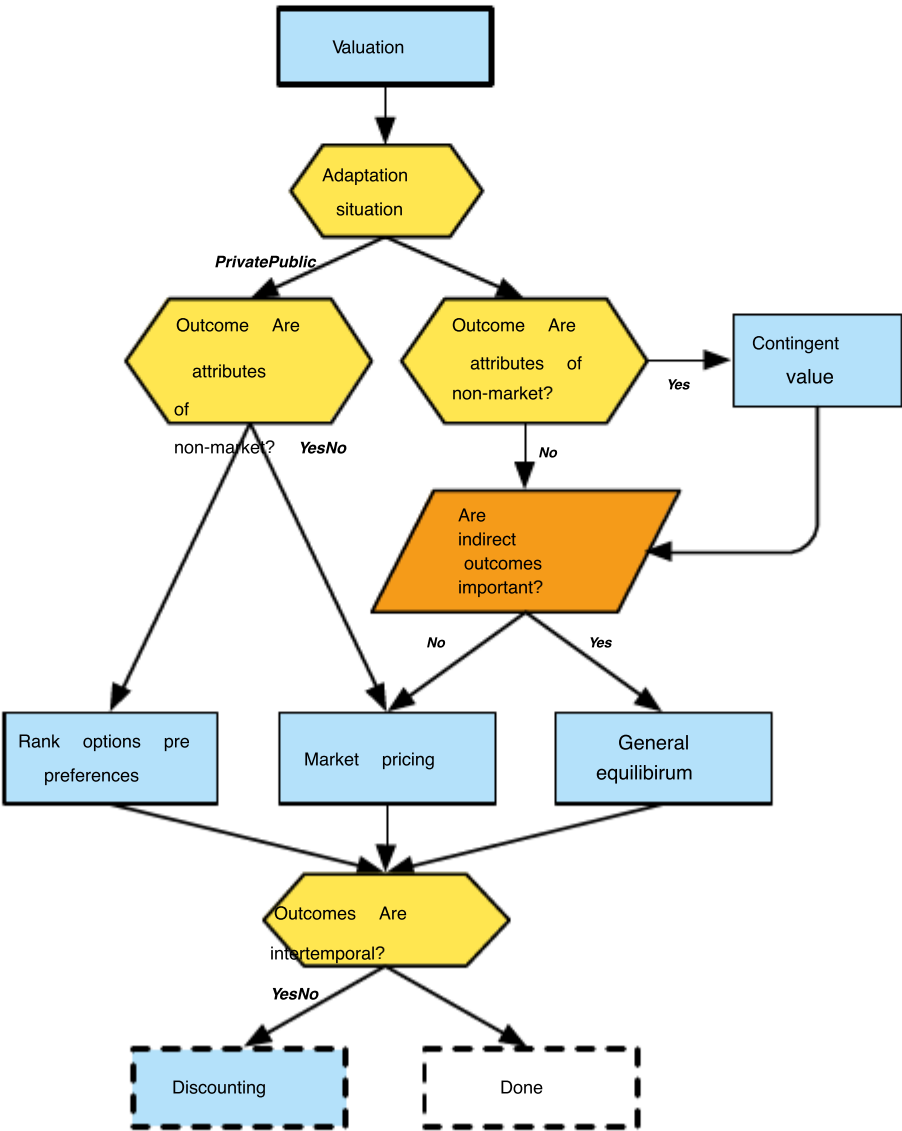 Valuation
Adaptation
situation
PrivatePublic
Outcome Are
attributes
of
non-market?
Outcome Are
attributes of
non-market?
Yes
Contingent
value
YesNo
No
Are
indirect
outcomes
important?
No
Yes
Rank options pre
preferences
Market pricing
General
equilibirum
Outcomes Are
intertemporal?
YesNo
Discounting
Done